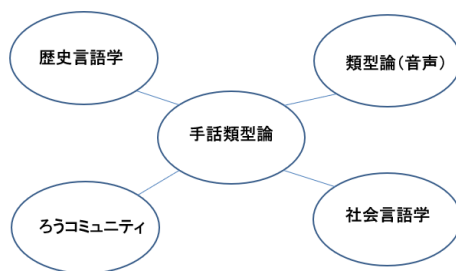 歴史言語学
類型論(音声)
手話類型論
ろうコミュニティ
社会言語学